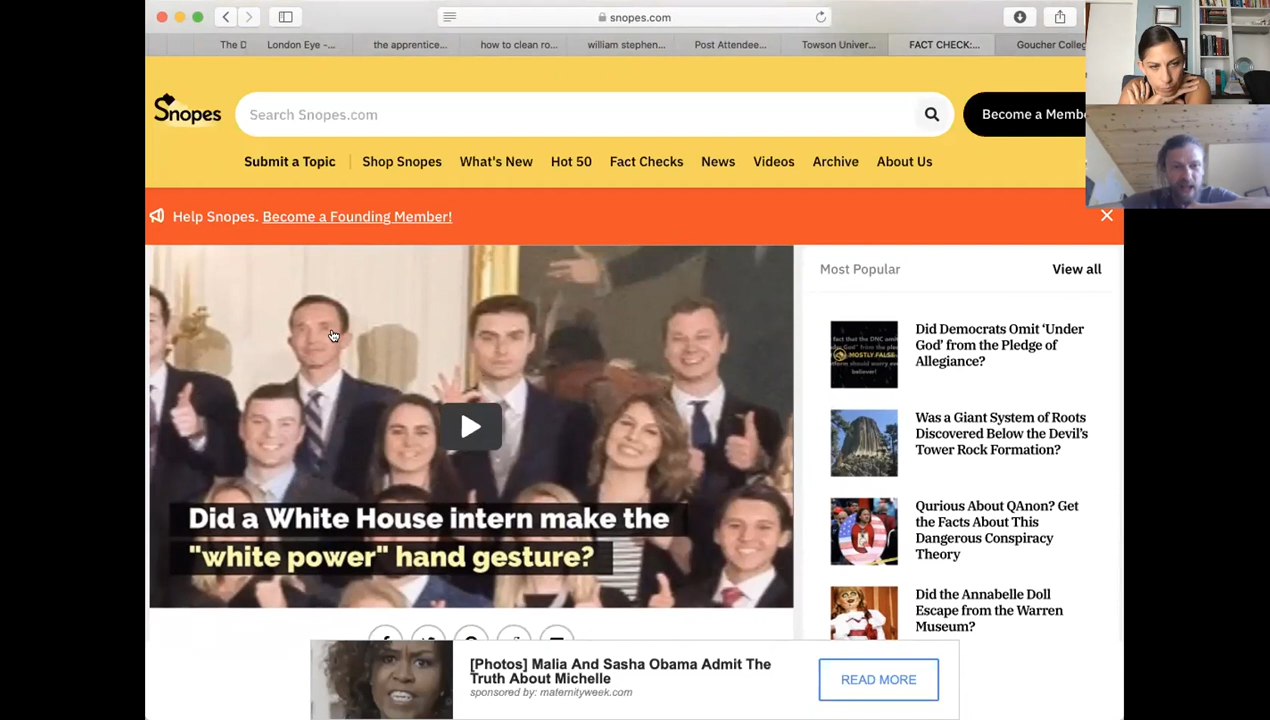 snopes.com
The D
London Eye -...
the apprentice...
how to clean ro...
william stephen...
Post Attendee...
Towson Univer...
FACT CHECK:...
Goucher Colleg
Snopes
Search Snopes.com
Become a Membe
Submit a Topic
Shop Snopes
What's New
Hot 50
Fact Checks
News
Videos
Archive
About Us
Help Snopes. Become a Founding Member!
Did a White House intern make the
"white power" hand gesture?
Most Popular
View all
MOSTLY FALSE
Did Democrats Omit ‘Under
God’ from the Pledge of
Allegiance?
Was a Giant System of Roots
Discovered Below the Devil's
Tower Rock Formation?
Qurious About QAnon? Get
the Facts About This
Dangerous Conspiracy
Theory
Did the Annabelle Doll
Escape from the Warren
Museum?
[Photos] Malia And Sasha Obama Admit The
Truth About Michelle
sponsored by: maternityweek.com
READ MORE